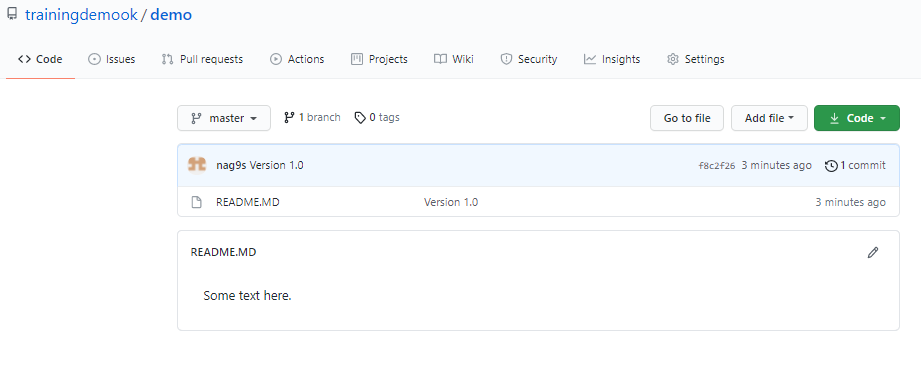 trainingdemook / demo
Code Issues Pull requests Actions Projects Wiki Security Insights Settings
master 1 branch 0 tags Go to file Add file Code
nag9s Version 1.0 f8c2f26 3 minutes ago 1 commit
README.MD Version 1.0 3 minutes ago
README.MD
Some text here.